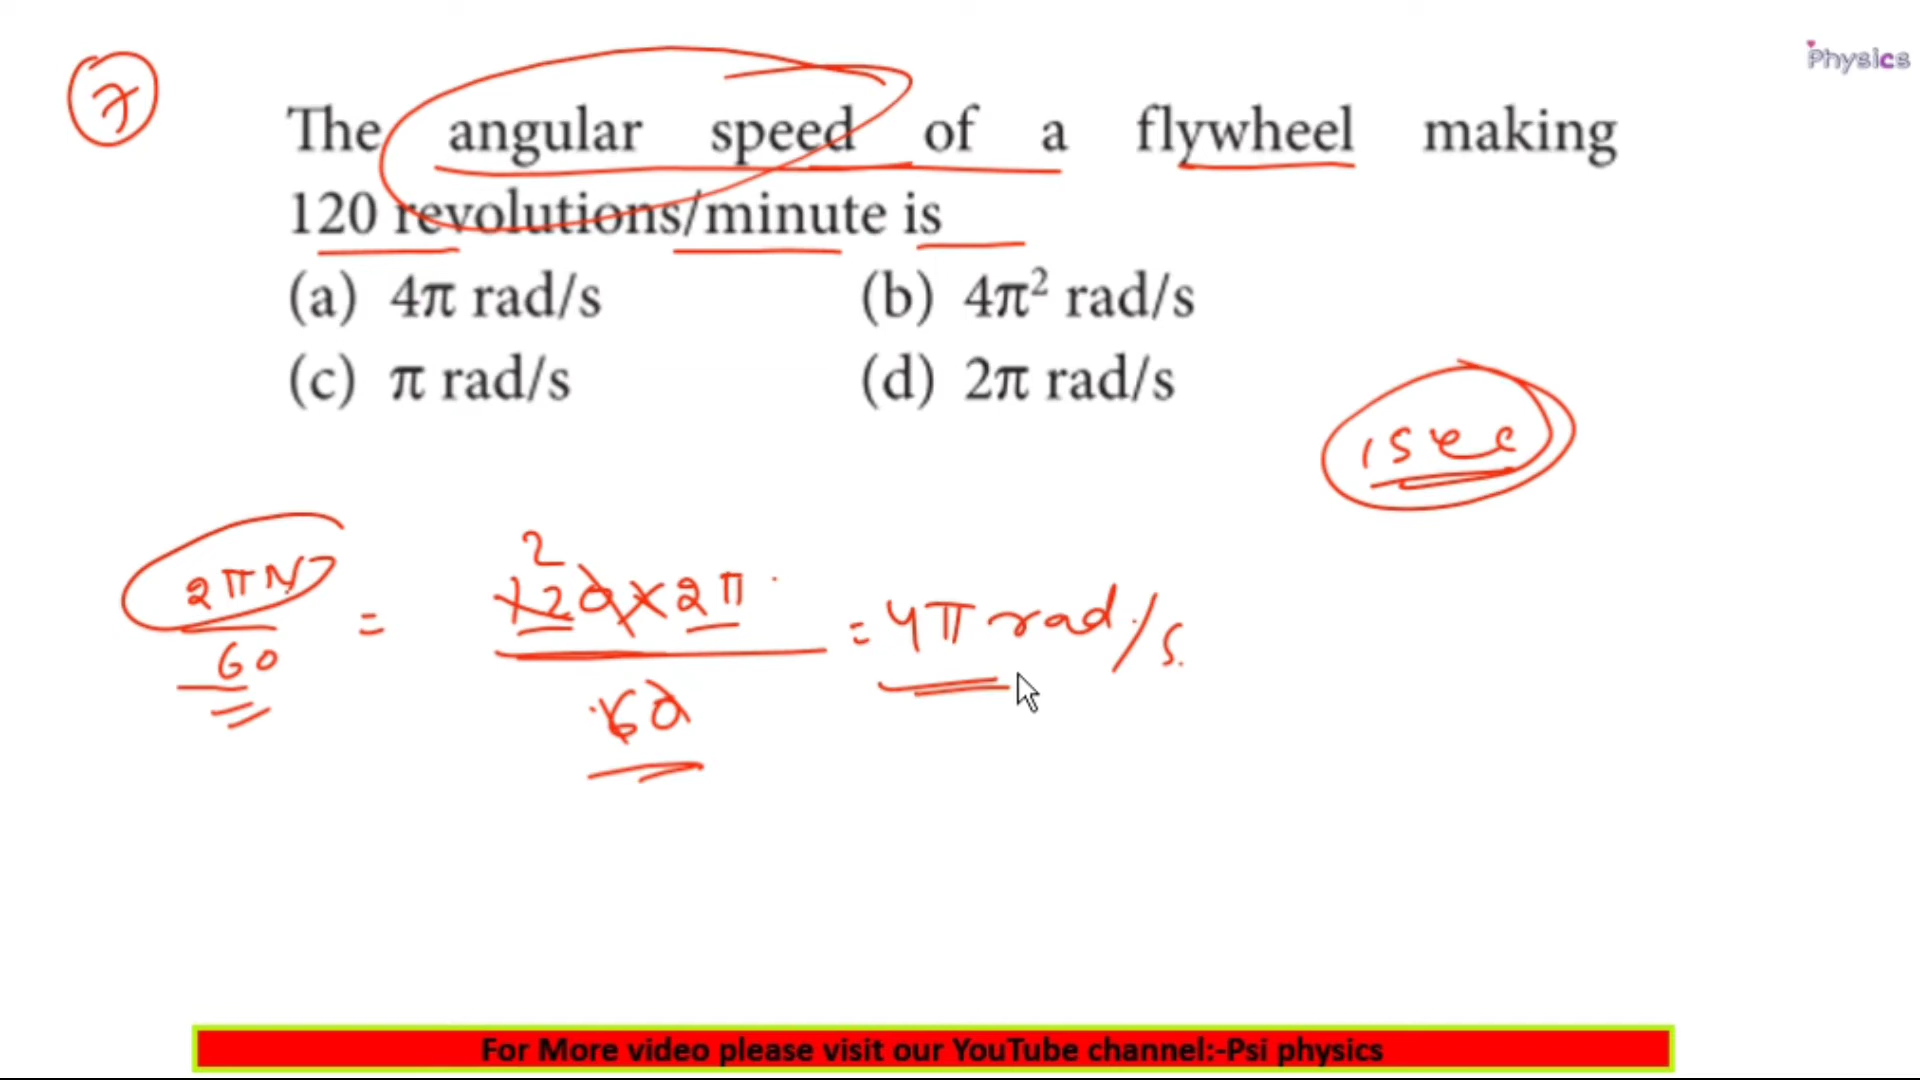 Physics
7
The angular speed of a flywheel making
120 revolutions/minute is
(a) 4π rad/s (b) 4π² rad/s
(c) π rad/s (d) 2π rad/s
1 sec
2πN/60 = 120 × 2π/60 = 4π rad/s.
2
For More video please visit our YouTube channel:-Psi physics